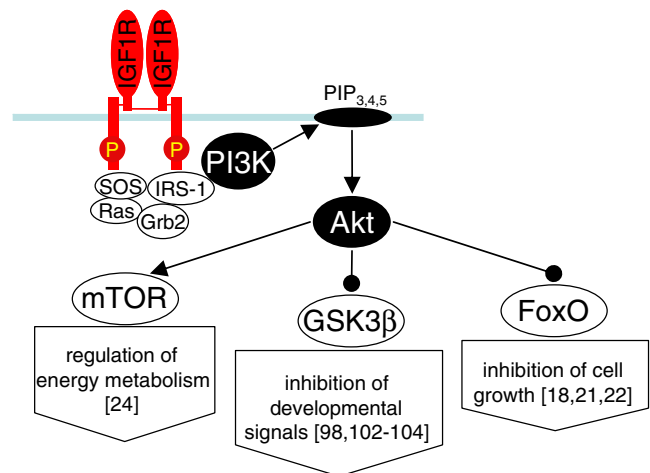 IGF1R IGF1R
PIP3,4,5
P P
PI3K
SOS IRS-1
Ras Grb2
Akt
mTOR
GSK3β
FoxO
regulation of
energy metabolism
[24]
inhibition of
developmental
signals [98,102-104]
inhibition of cell
growth [18,21,22]